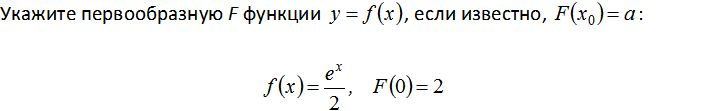 Укажите первообразную F функции y = f(x), если известно, F(x₀) = a:
f(x) = eˣ/2, F(0) = 2